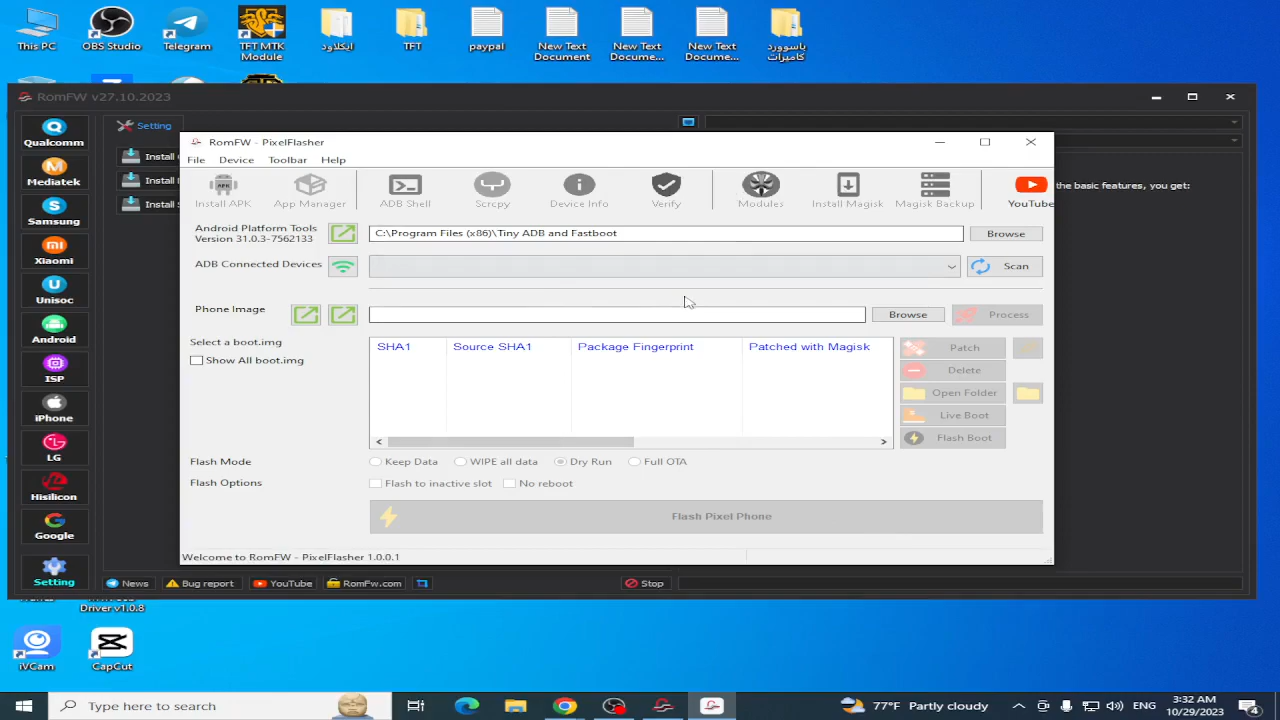 This PC
OBS Studio
Telegram
TFT MTK
Module
ايكلاود
TFT
paypal
New Text
Document
New Text
Docume...
New Text
Docume...
باسوورد
كاميرات
RomFW v27.10.2023
Qualcomm
Mediatek
Samsung
Xiaomi
Unisoc
Android
ISP
iPhone
LG
Hisilicon
Google
Setting
Setting
Install
Install
Install
the basic features, you get:
RomFW - PixelFlasher
File Device Toolbar Help
Install APK
App Manager
ADB Shell
Scrcpy
Device Info
Verify
Modules
Install Magisk
Magisk Backup
YouTube
Android Platform Tools
Version 31.0.3-7562133
C:\Program Files (x86)\Tiny ADB and Fastboot
Browse
ADB Connected Devices
Scan
Phone Image
Browse
Process
Select a boot.img
Show All boot.img
SHA1 Source SHA1 Package Fingerprint Patched with Magisk
Patch
Delete
Open Folder
Live Boot
Flash Boot
Flash Mode
Keep Data WIPE all data Dry Run Full OTA
Flash Options
Flash to inactive slot No reboot
Flash Pixel Phone
Welcome to RomFW - PixelFlasher 1.0.0.1
News Bug report YouTube RomFw.com Stop
Driver v1.0.8
iVCam
CapCut
Type here to search
77°F Partly cloudy
3:32 AM
10/29/2023
4